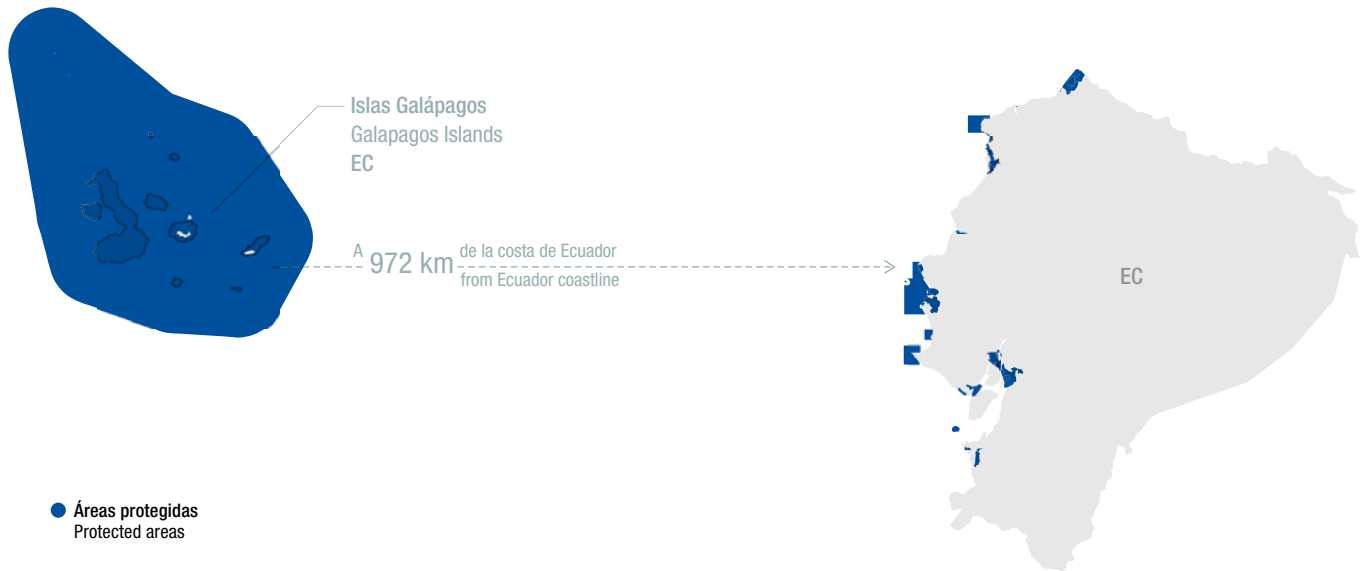 Islas Galápagos
Galapagos Islands
EC
A 972 km de la costa de Ecuador
from Ecuador coastline
EC
Áreas protegidas
Protected areas